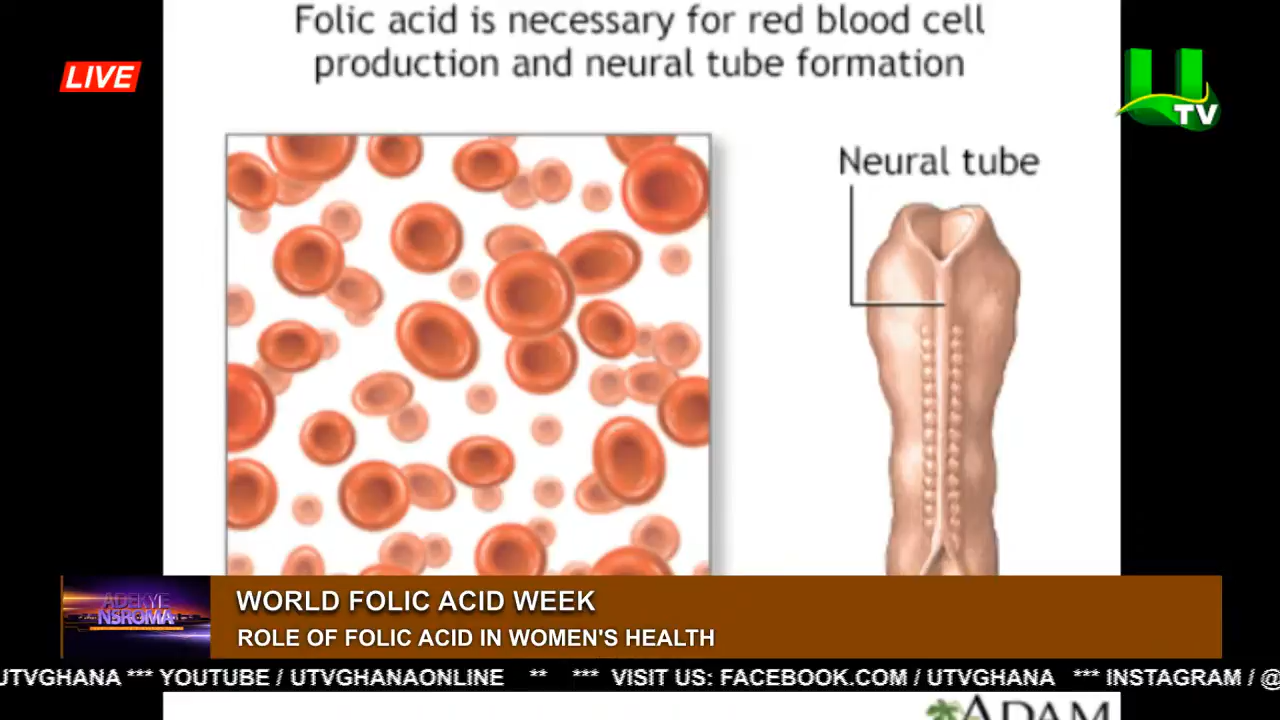 Folic acid is necessary for red blood cell
production and neural tube formation
LIVE
U
TV
Neural tube
ADEKYE
NSROMA
WORLD FOLIC ACID WEEK
ROLE OF FOLIC ACID IN WOMEN'S HEALTH
UTVGHANA *** YOUTUBE / UTVGHANAONLINE ** *** VISIT US: FACEBOOK.COM / UTVGHANA *** INSTAGRAM / @
ADAM